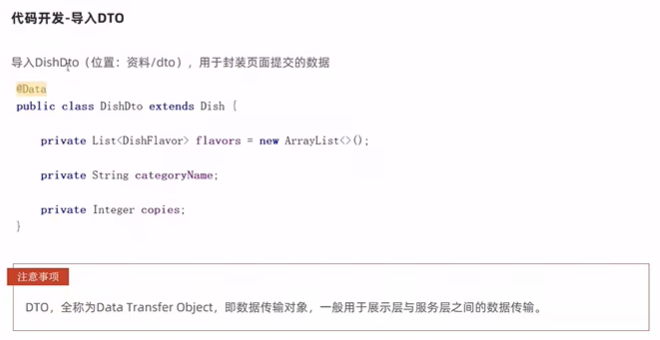 代码开发-导入DTO
导入DishDto（位置：资料/dto），用于封装页面提交的数据
@Data
public class DishDto extends Dish {
private List<DishFlavor> flavors = new ArrayList<>();
private String categoryName;
private Integer copies;
}
注意事项
DTO，全称为Data Transfer Object，即数据传输对象，一般用于展示层与服务层之间的数据传输。